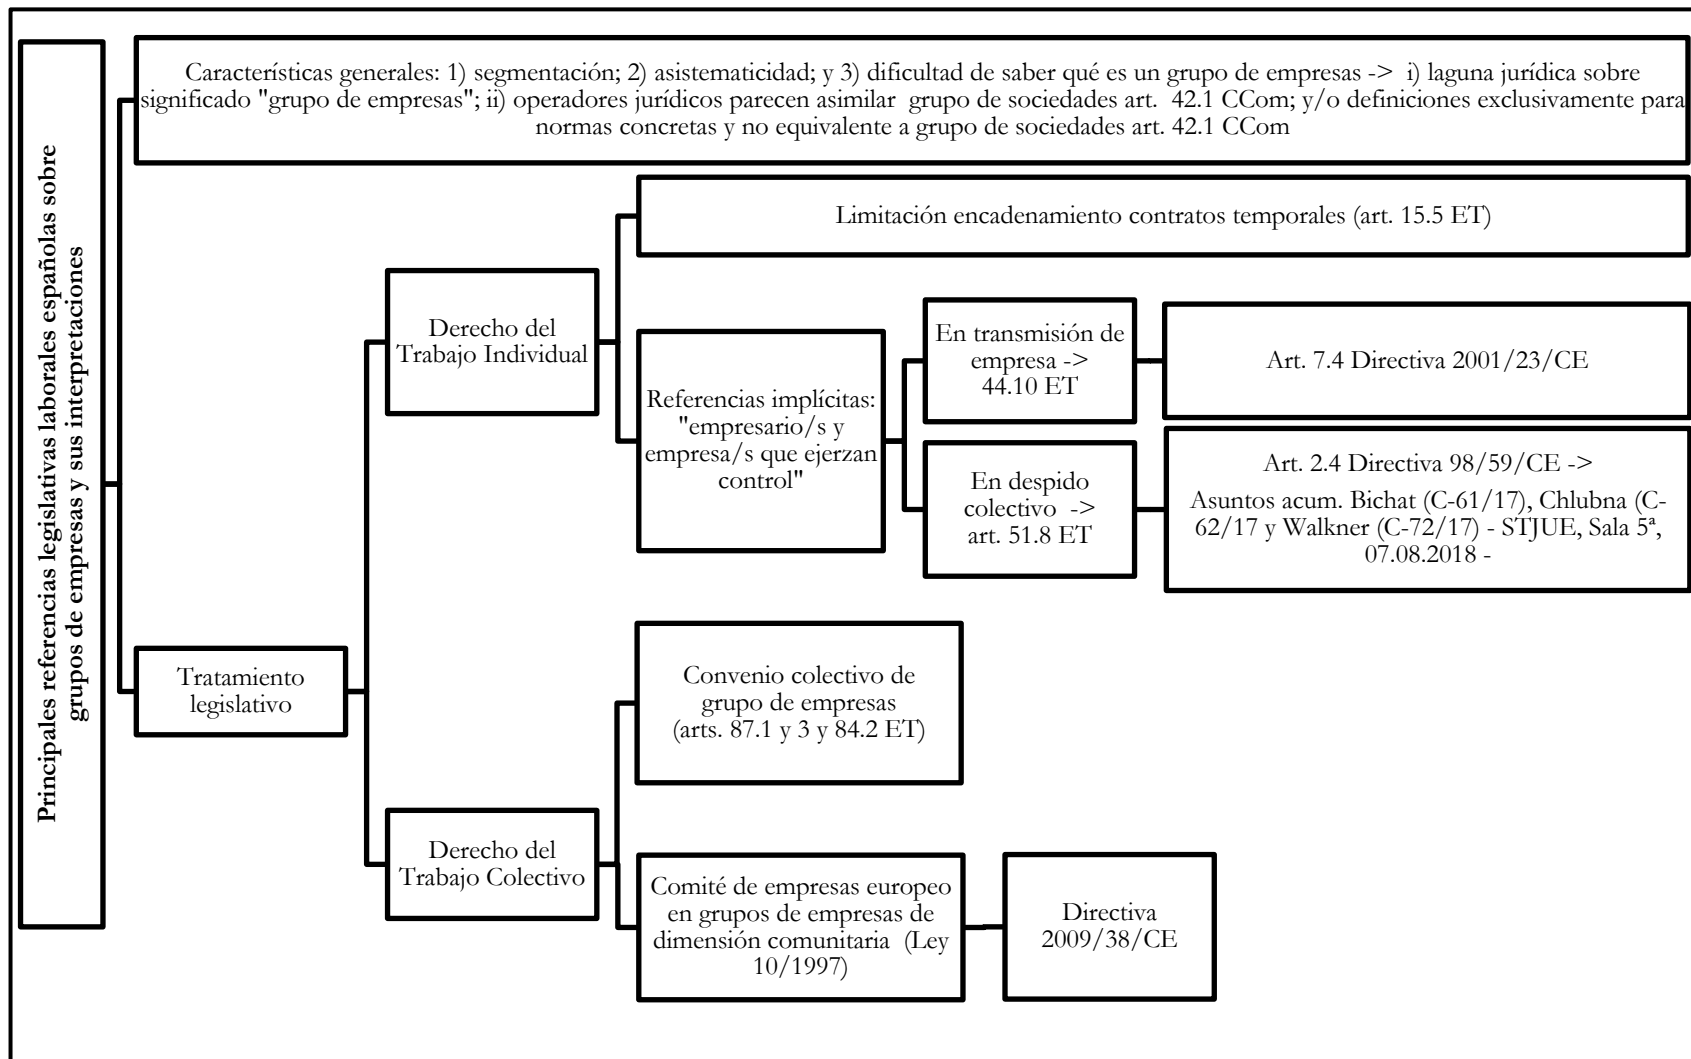 Principales referencias legislativas laborales españolas sobre
grupos de empresas y sus interpretaciones
Características generales: 1) segmentación; 2) asistematicidad; y 3) dificultad de saber qué es un grupo de empresas -> i) laguna jurídica sobre
significado "grupo de empresas"; ii) operadores jurídicos parecen asimilar grupo de sociedades art. 42.1 CCom; y/o definiciones exclusivamente para
normas concretas y no equivalente a grupo de sociedades art. 42.1 CCom
Tratamiento
legislativo
Derecho del
Trabajo Individual
Limitación encadenamiento contratos temporales (art. 15.5 ET)
Referencias implícitas:
"empresario/s y
empresa/s que ejerzan
control"
En transmisión de
empresa ->
44.10 ET
Art. 7.4 Directiva 2001/23/CE
En despido
colectivo ->
art. 51.8 ET
Art. 2.4 Directiva 98/59/CE ->
Asuntos acum. Bichat (C-61/17), Chlubna (C-
62/17 y Walkner (C-72/17) - STJUE, Sala 5ª,
07.08.2018 -
Derecho del
Trabajo Colectivo
Convenio colectivo de
grupo de empresas
(arts. 87.1 y 3 y 84.2 ET)
Comité de empresas europeo
en grupos de empresas de
dimensión comunitaria (Ley
10/1997)
Directiva
2009/38/CE